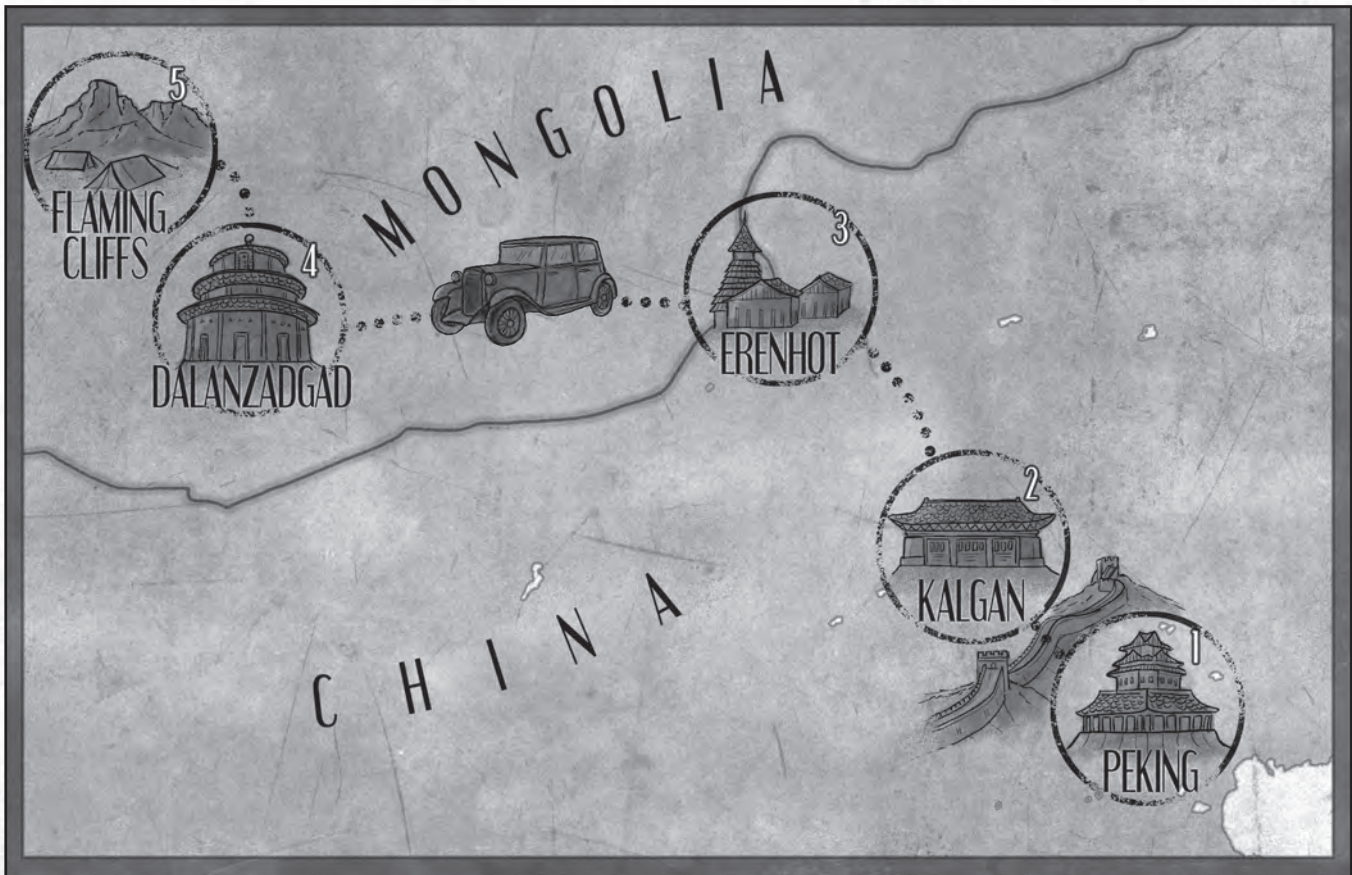 MONGOLIA
5
FLAMING
CLIFFS
4
DALANZADGAD
3
ERENHOT
2
KALGAN
1
PEKING
CHINA